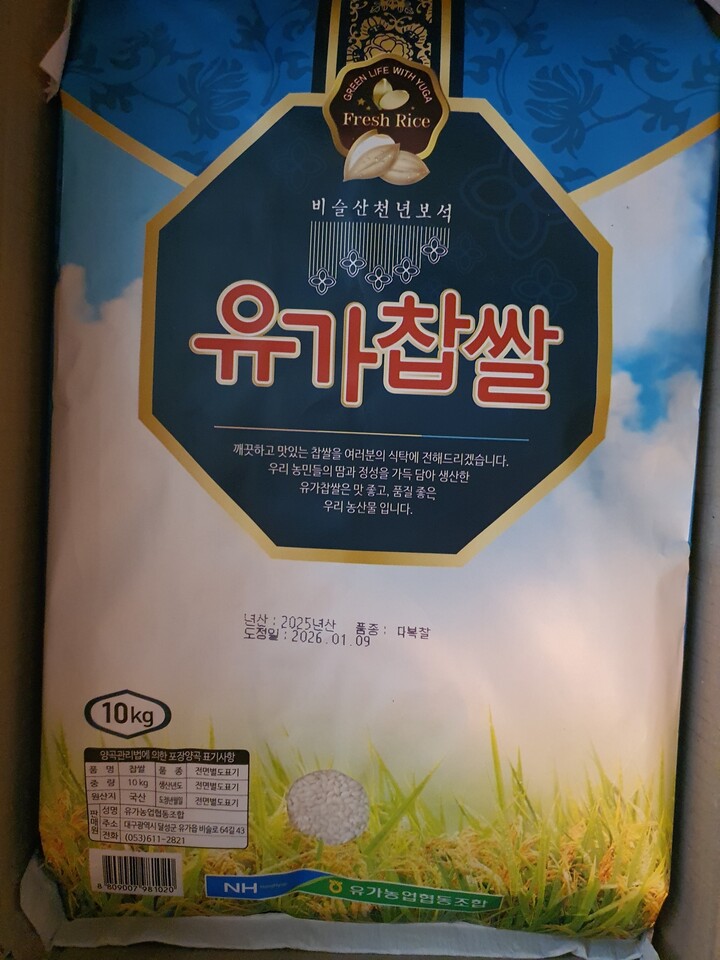 GREEN LIFE WITH YUGA
Fresh Rice
비슬산천년보석
유가찹쌀
깨끗하고 맛있는 찹쌀을 여러분의 식탁에 전해드리겠습니다.
우리 농민들의 땀과 정성을 가득 담아 생산한
유가찹쌀은 맛 좋고, 품질 좋은
우리 농산물 입니다.
년산 : 2025년산 품종 : 다복찰
도정일 : 2026.01.09
10kg
양곡관리법에 의한 포장양곡 표기사항
품 명 찹쌀 품 종 전면별도표기
중 량 10 kg 생산년도 전면별도표기
원산지 국산 도정년월일 전면별도표기
판매원 성명 유가농업협동조합
주소 대구광역시 달성군 유가읍 비슬로 64길 43
전화 (053)611-2821
8 809007 981020
NH
유가농업협동조합